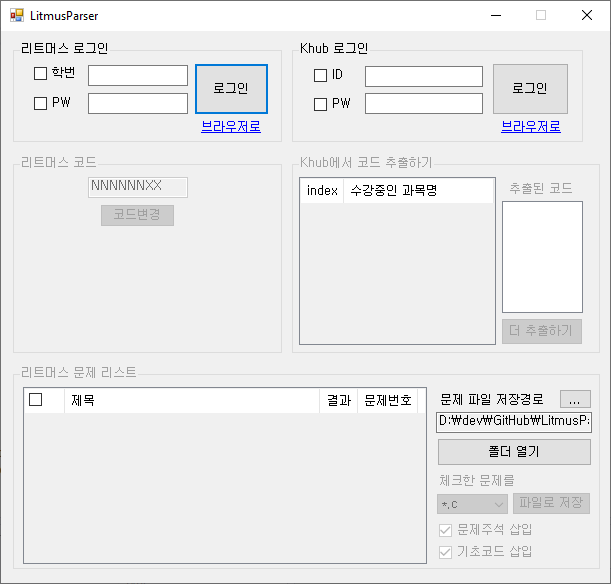 LitmusParser
리트머스 로그인
학번
로그인
PW
브라우저로
Khub 로그인
ID
로그인
PW
브라우저로
리트머스 코드
NNNNNNXX
코드변경
Khub에서 코드 추출하기
index 수강중인 과목명
추출된 코드
더 추출하기
리트머스 문제 리스트
제목 결과 문제번호
문제 파일 저장경로 ...
D:₩dev₩GitHub₩LitmusPa
폴더 열기
체크한 문제를
*.c 파일로 저장
문제주석 삽입
기초코드 삽입